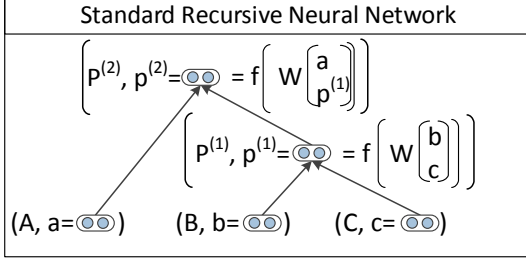 Standard Recursive Neural Network
(P⁽²⁾, p⁽²⁾= = f(W[a p⁽¹⁾]))
(P⁽¹⁾, p⁽¹⁾= = f(W[b c]))
(A, a= ) (B, b= ) (C, c= )